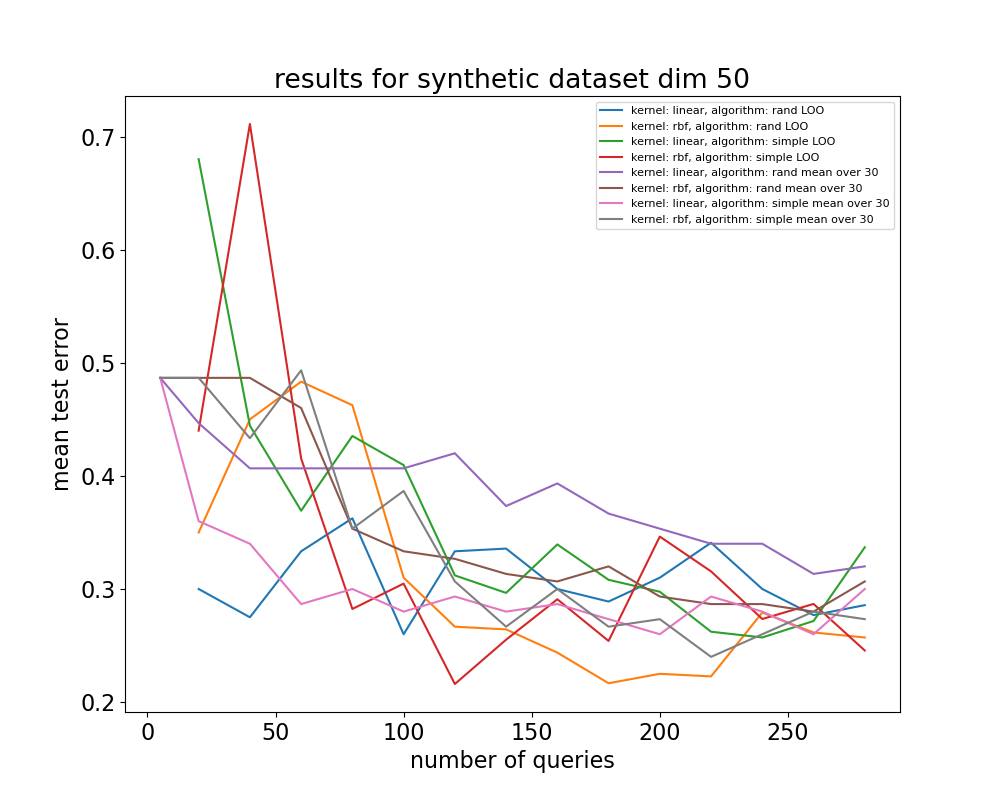 results for synthetic dataset dim 50
kernel: linear, algorithm: rand LOO
kernel: rbf, algorithm: rand LOO
kernel: linear, algorithm: simple LOO
kernel: rbf, algorithm: simple LOO
kernel: linear, algorithm: rand mean over 30
kernel: rbf, algorithm: rand mean over 30
kernel: linear, algorithm: simple mean over 30
kernel: rbf, algorithm: simple mean over 30
mean test error
0.7
0.6
0.5
0.4
0.3
0.2
0 50 100 150 200 250
number of queries